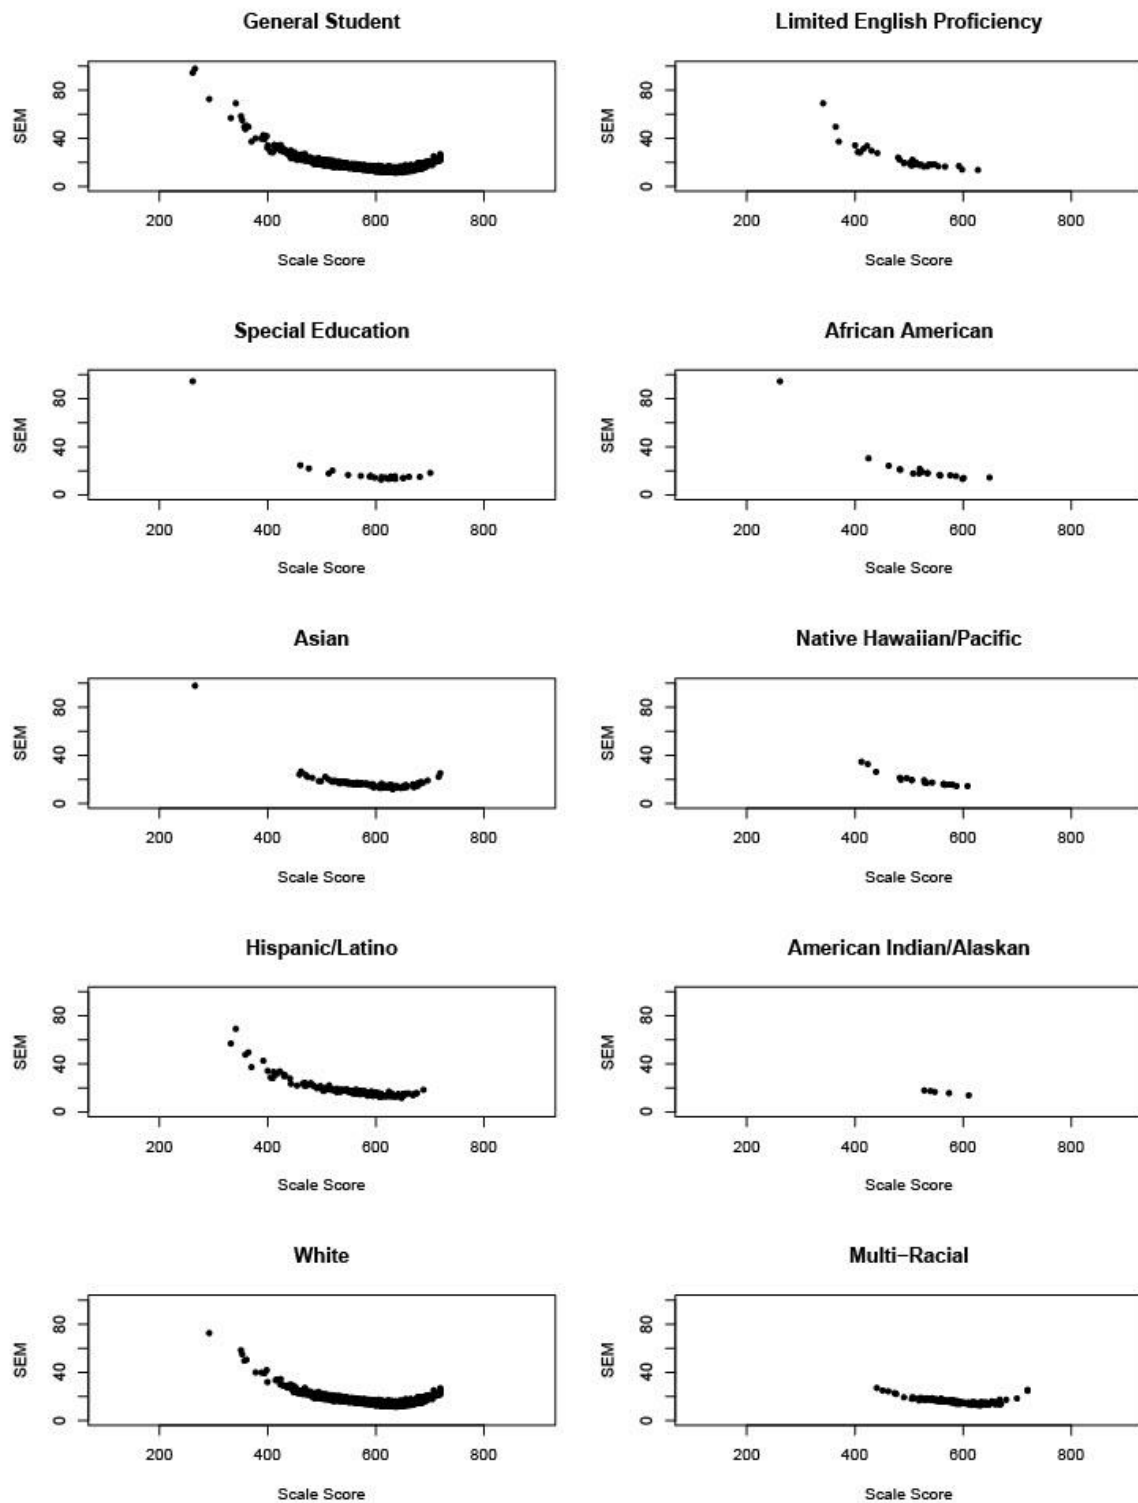 General Student
Limited English Proficiency
SEM
0 40 80
200 400 600 800
Scale Score
SEM
0 40 80
200 400 600 800
Scale Score
Special Education
African American
SEM
0 40 80
200 400 600 800
Scale Score
SEM
0 40 80
200 400 600 800
Scale Score
Asian
Native Hawaiian/Pacific
SEM
0 40 80
200 400 600 800
Scale Score
SEM
0 40 80
200 400 600 800
Scale Score
Hispanic/Latino
American Indian/Alaskan
SEM
0 40 80
200 400 600 800
Scale Score
SEM
0 40 80
200 400 600 800
Scale Score
White
Multi−Racial
SEM
0 40 80
200 400 600 800
Scale Score
SEM
0 40 80
200 400 600 800
Scale Score